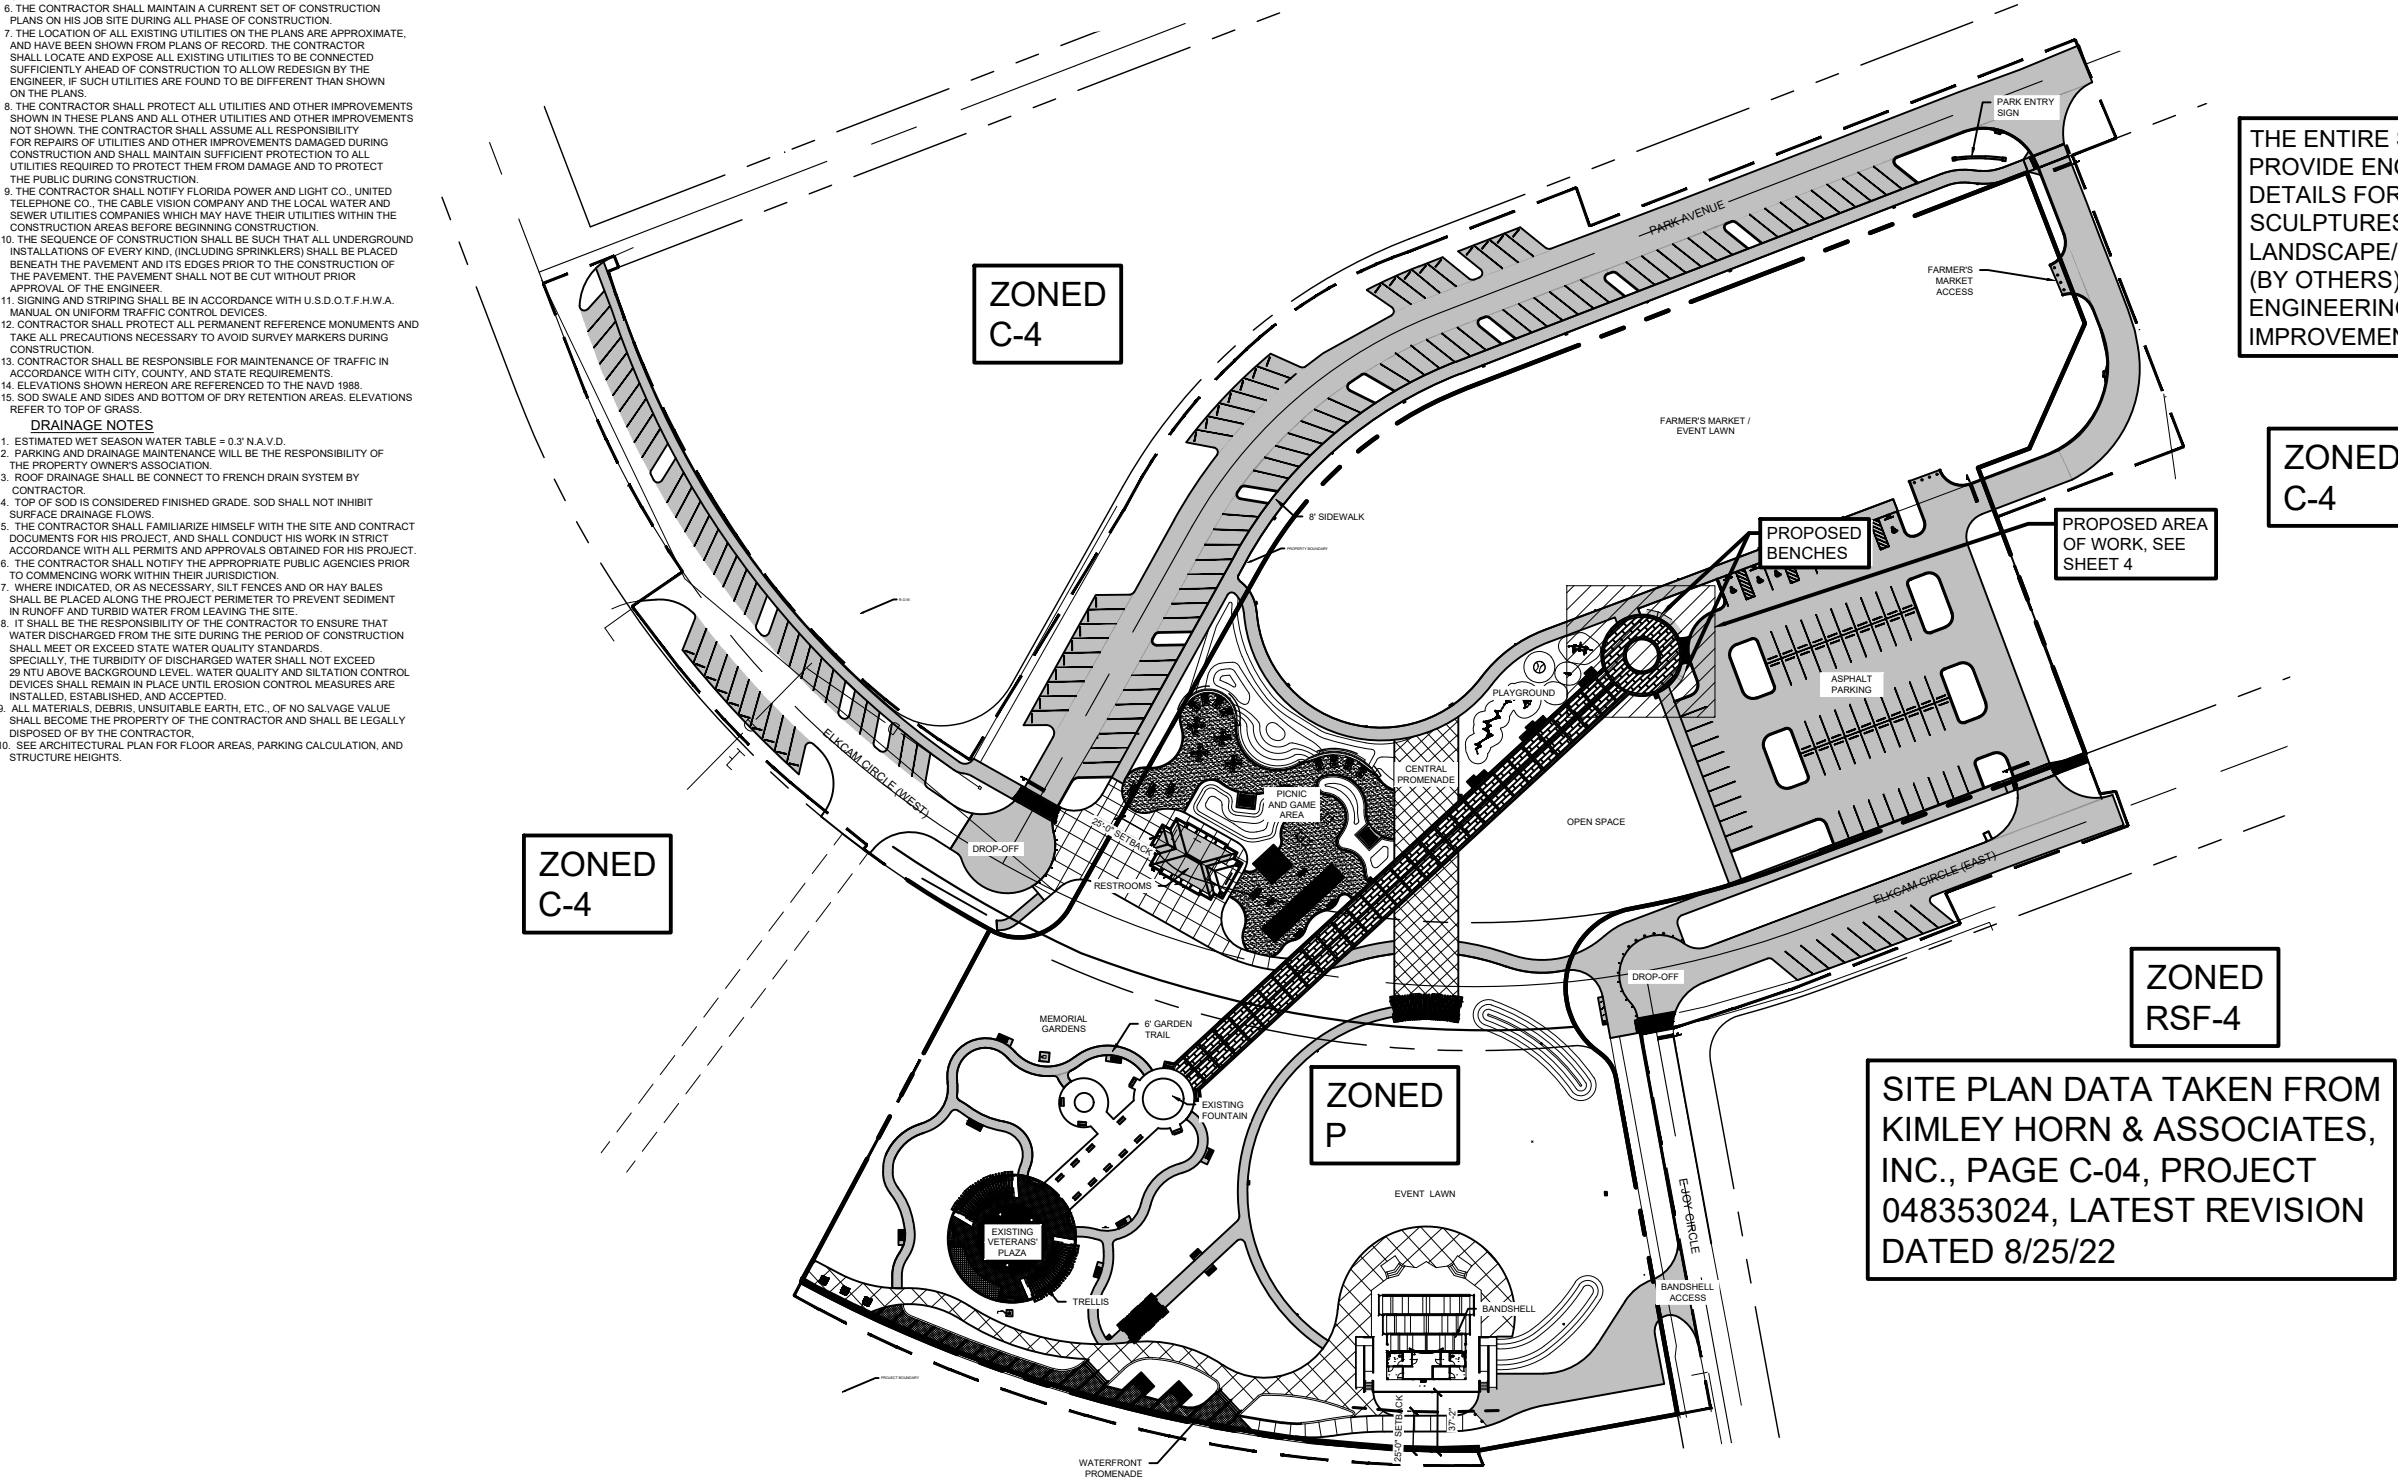 6. THE CONTRACTOR SHALL MAINTAIN A CURRENT SET OF CONSTRUCTION
PLANS ON HIS JOB SITE DURING ALL PHASE OF CONSTRUCTION.
7. THE LOCATION OF ALL EXISTING UTILITIES ON THE PLANS ARE APPROXIMATE,
AND HAVE BEEN SHOWN FROM PLANS OF RECORD. THE CONTRACTOR
SHALL LOCATE AND EXPOSE ALL EXISTING UTILITIES TO BE CONNECTED
SUFFICIENTLY AHEAD OF CONSTRUCTION TO ALLOW REDESIGN BY THE
ENGINEER, IF SUCH UTILITIES ARE FOUND TO BE DIFFERENT THAN SHOWN
ON THE PLANS.
8. THE CONTRACTOR SHALL PROTECT ALL UTILITIES AND OTHER IMPROVEMENTS
SHOWN IN THESE PLANS AND ALL OTHER UTILITIES AND OTHER IMPROVEMENTS
NOT SHOWN. THE CONTRACTOR SHALL ASSUME ALL RESPONSIBILITY
FOR REPAIRS OF UTILITIES AND OTHER IMPROVEMENTS DAMAGED DURING
CONSTRUCTION AND SHALL MAINTAIN SUFFICIENT PROTECTION TO ALL
UTILITIES REQUIRED TO PROTECT THEM FROM DAMAGE AND TO PROTECT
THE PUBLIC DURING CONSTRUCTION.
9. THE CONTRACTOR SHALL NOTIFY FLORIDA POWER AND LIGHT CO., UNITED
TELEPHONE CO., THE CABLE VISION COMPANY AND THE LOCAL WATER AND
SEWER UTILITIES COMPANIES WHICH MAY HAVE THEIR UTILITIES WITHIN THE
CONSTRUCTION AREAS BEFORE BEGINNING CONSTRUCTION.
10. THE SEQUENCE OF CONSTRUCTION SHALL BE SUCH THAT ALL UNDERGROUND
INSTALLATIONS OF EVERY KIND, (INCLUDING SPRINKLERS) SHALL BE PLACED
BENEATH THE PAVEMENT AND ITS EDGES PRIOR TO THE CONSTRUCTION OF
THE PAVEMENT. THE PAVEMENT SHALL NOT BE CUT WITHOUT PRIOR
APPROVAL OF THE ENGINEER.
11. SIGNING AND STRIPING SHALL BE IN ACCORDANCE WITH U.S.D.O.T.F.H.W.A.
MANUAL ON UNIFORM TRAFFIC CONTROL DEVICES.
12. CONTRACTOR SHALL PROTECT ALL PERMANENT REFERENCE MONUMENTS AND
TAKE ALL PRECAUTIONS NECESSARY TO AVOID SURVEY MARKERS DURING
CONSTRUCTION.
13. CONTRACTOR SHALL BE RESPONSIBLE FOR MAINTENANCE OF TRAFFIC IN
ACCORDANCE WITH CITY, COUNTY, AND STATE REQUIREMENTS.
14. ELEVATIONS SHOWN HEREON ARE REFERENCED TO THE NAVD 1988.
15. SOD SWALE AND SIDES AND BOTTOM OF DRY RETENTION AREAS. ELEVATIONS
REFER TO TOP OF GRASS.
DRAINAGE NOTES
1. ESTIMATED WET SEASON WATER TABLE = 0.3' N.A.V.D.
2. PARKING AND DRAINAGE MAINTENANCE WILL BE THE RESPONSIBILITY OF
THE PROPERTY OWNER'S ASSOCIATION.
3. ROOF DRAINAGE SHALL BE CONNECT TO FRENCH DRAIN SYSTEM BY
CONTRACTOR.
4. TOP OF SOD IS CONSIDERED FINISHED GRADE. SOD SHALL NOT INHIBIT
SURFACE DRAINAGE FLOWS.
5. THE CONTRACTOR SHALL FAMILIARIZE HIMSELF WITH THE SITE AND CONTRACT
DOCUMENTS FOR HIS PROJECT, AND SHALL CONDUCT HIS WORK IN STRICT
ACCORDANCE WITH ALL PERMITS AND APPROVALS OBTAINED FOR HIS PROJECT.
6. THE CONTRACTOR SHALL NOTIFY THE APPROPRIATE PUBLIC AGENCIES PRIOR
TO COMMENCING WORK WITHIN THEIR JURISDICTION.
7. WHERE INDICATED, OR AS NECESSARY, SILT FENCES AND OR HAY BALES
SHALL BE PLACED ALONG THE PROJECT PERIMETER TO PREVENT SEDIMENT
IN RUNOFF AND TURBID WATER FROM LEAVING THE SITE.
8. IT SHALL BE THE RESPONSIBILITY OF THE CONTRACTOR TO ENSURE THAT
WATER DISCHARGED FROM THE SITE DURING THE PERIOD OF CONSTRUCTION
SHALL MEET OR EXCEED STATE WATER QUALITY STANDARDS.
SPECIALLY, THE TURBIDITY OF DISCHARGED WATER SHALL NOT EXCEED
29 NTU ABOVE BACKGROUND LEVEL. WATER QUALITY AND SILTATION CONTROL
DEVICES SHALL REMAIN IN PLACE UNTIL EROSION CONTROL MEASURES ARE
INSTALLED, ESTABLISHED, AND ACCEPTED.
9. ALL MATERIALS, DEBRIS, UNSUITABLE EARTH, ETC., OF NO SALVAGE VALUE
SHALL BECOME THE PROPERTY OF THE CONTRACTOR AND SHALL BE LEGALLY
DISPOSED OF BY THE CONTRACTOR,
10. SEE ARCHITECTURAL PLAN FOR FLOOR AREAS, PARKING CALCULATION, AND
STRUCTURE HEIGHTS.
PARK ENTRY
SIGN
THE ENTIRE
PROVIDE
DETAILS FOR
SCULPTURES
LANDSCAPE/
(BY OTHERS)
ENGINEERING
ZONED
C-4
PARK AVENUE
FARMER'S
MARKET
ACCESS
FARMER'S MARKET /
EVENT LAWN
ZONED
C-4
8' SIDEWALK
PROPERTY BOUNDARY
PROPOSED
BENCHES
PROPOSED AREA
OF WORK, SEE
SHEET 4
R.O.W.
PLAYGROUND
ASPHALT
PARKING
ELKCAM CIRCLE (WEST)
CENTRAL
PROMENADE
PICNIC
AND GAME
AREA
OPEN SPACE
25'-0" SETBACK
DROP-OFF
RESTROOMS
ELKCAM CIRCLE (EAST)
ZONED
C-4
DROP-OFF
ZONED
RSF-4
MEMORIAL
GARDENS
6' GARDEN
TRAIL
EXISTING
FOUNTAIN
ZONED
P
SITE PLAN DATA TAKEN FROM
KIMLEY HORN & ASSOCIATES,
INC., PAGE C-04, PROJECT
048353024, LATEST REVISION
DATED 8/25/22
EVENT LAWN
E JOY CIRCLE
EXISTING
VETERANS'
PLAZA
TRELLIS
BANDSHELL
BANDSHELL
ACCESS
PROJECT BOUNDARY
25'-0" SETBACK
37'-2"
WATERFRONT
PROMENADE